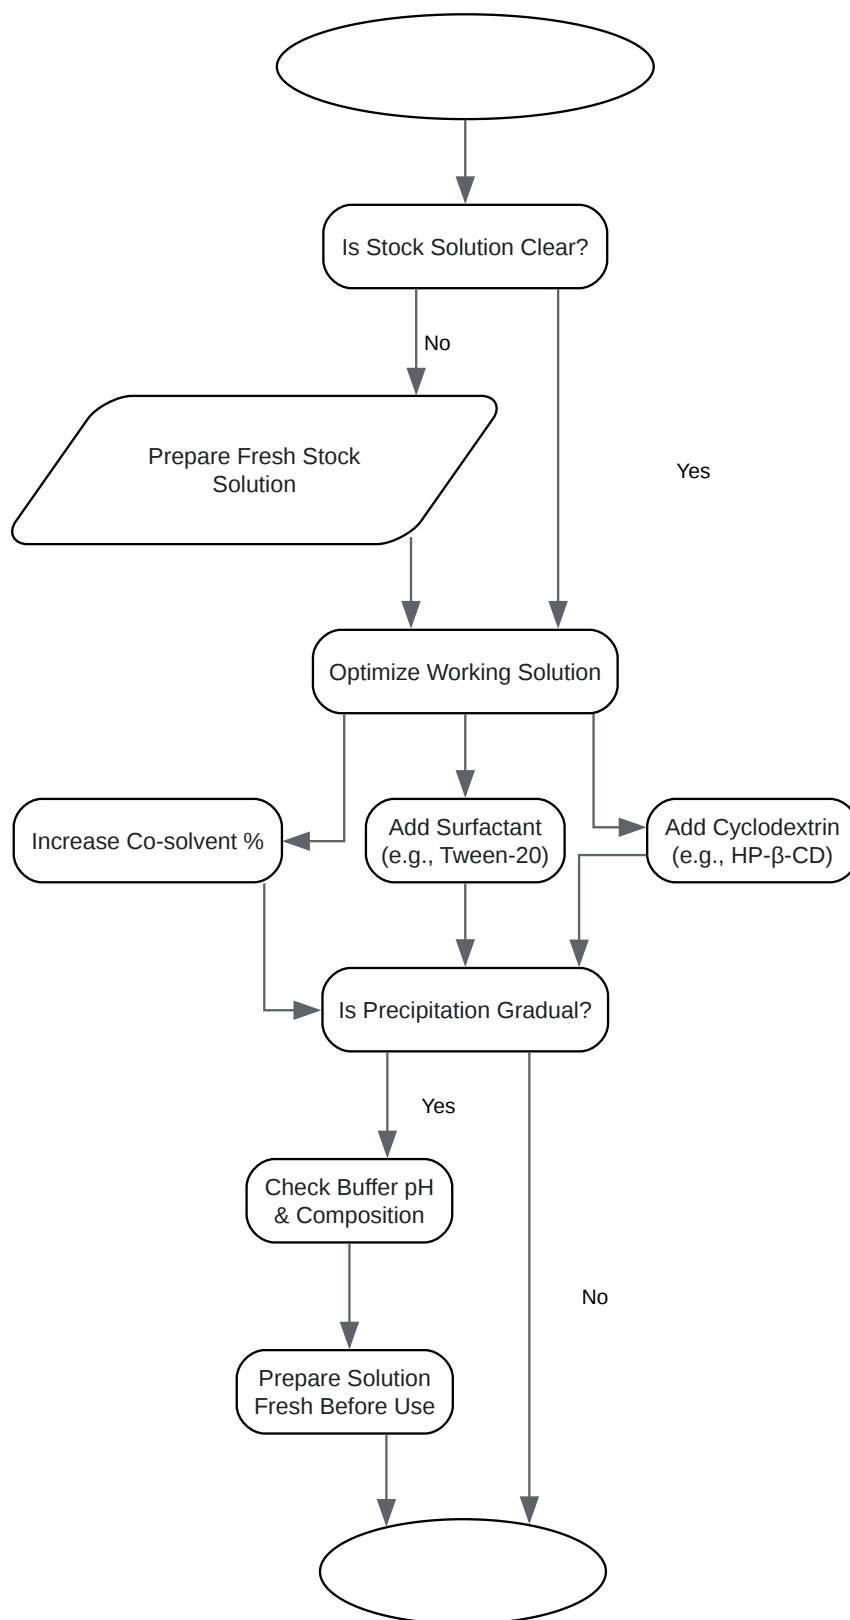 Is Stock Solution Clear?
No
Prepare Fresh Stock
Solution
Yes
Optimize Working Solution
Increase Co-solvent %
Add Surfactant
(e.g., Tween-20)
Add Cyclodextrin
(e.g., HP-β-CD)
Is Precipitation Gradual?
Yes
Check Buffer pH
& Composition
No
Prepare Solution
Fresh Before Use